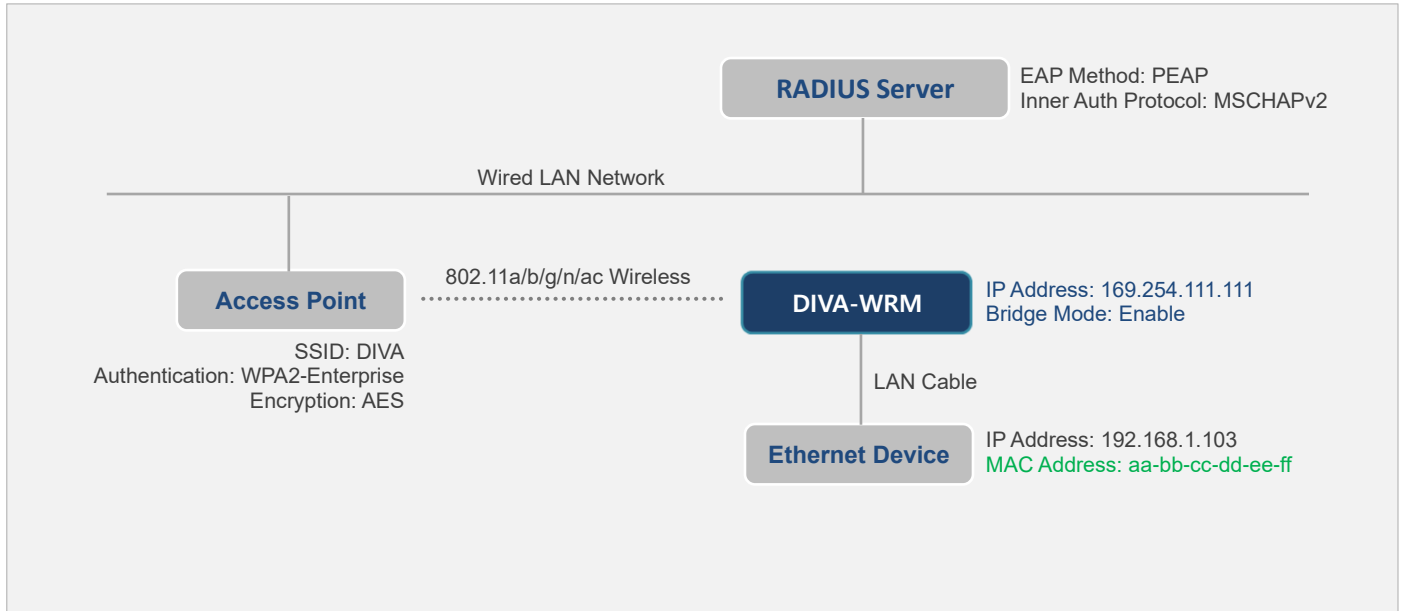 RADIUS Server
EAP Method: PEAP
Inner Auth Protocol: MSCHAPv2
Wired LAN Network
802.11a/b/g/n/ac Wireless
Access Point
SSID: DIVA
Authentication: WPA2-Enterprise
Encryption: AES
DIVA-WRM
IP Address: 169.254.111.111
Bridge Mode: Enable
LAN Cable
Ethernet Device
IP Address: 192.168.1.103
MAC Address: aa-bb-cc-dd-ee-ff